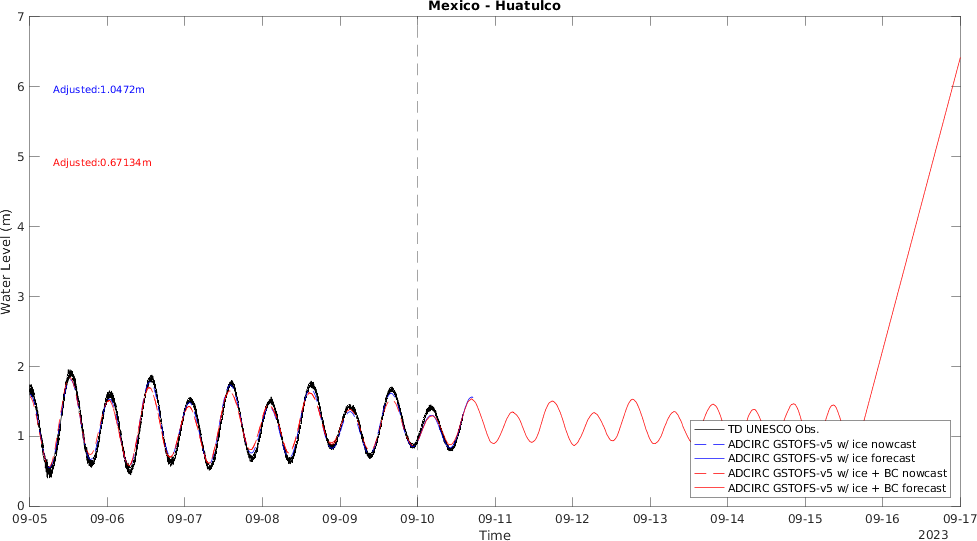 Mexico - Huatulco
7
6
5
4
3
2
1
0
Water Level (m)
Adjusted:1.0472m
Adjusted:0.67134m
TD UNESCO Obs.
ADCIRC GSTOFS-v5 w/ ice nowcast
ADCIRC GSTOFS-v5 w/ ice forecast
ADCIRC GSTOFS-v5 w/ ice + BC nowcast
ADCIRC GSTOFS-v5 w/ ice + BC forecast
09-05 09-06 09-07 09-08 09-09 09-10 09-11 09-12 09-13 09-14 09-15 09-16 09-17
Time
2023